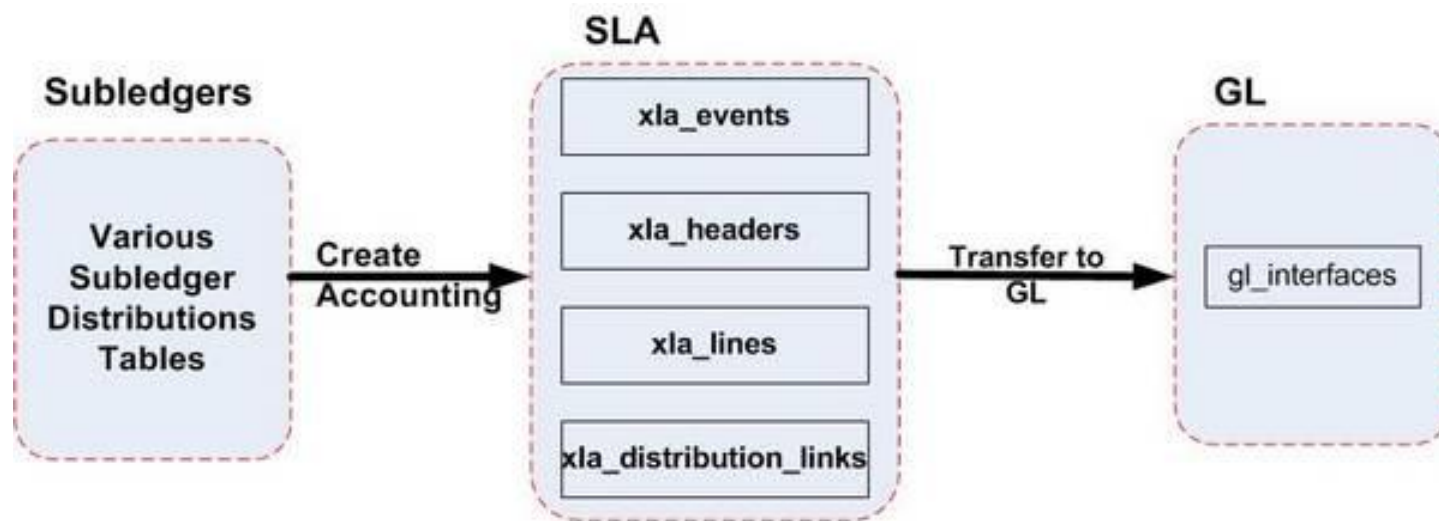 Subledgers
Various
Subledger
Distributions
Tables
Create
Accounting
SLA
xla_events
xla_headers
xla_lines
xla_distribution_links
Transfer to
GL
GL
gl_interfaces